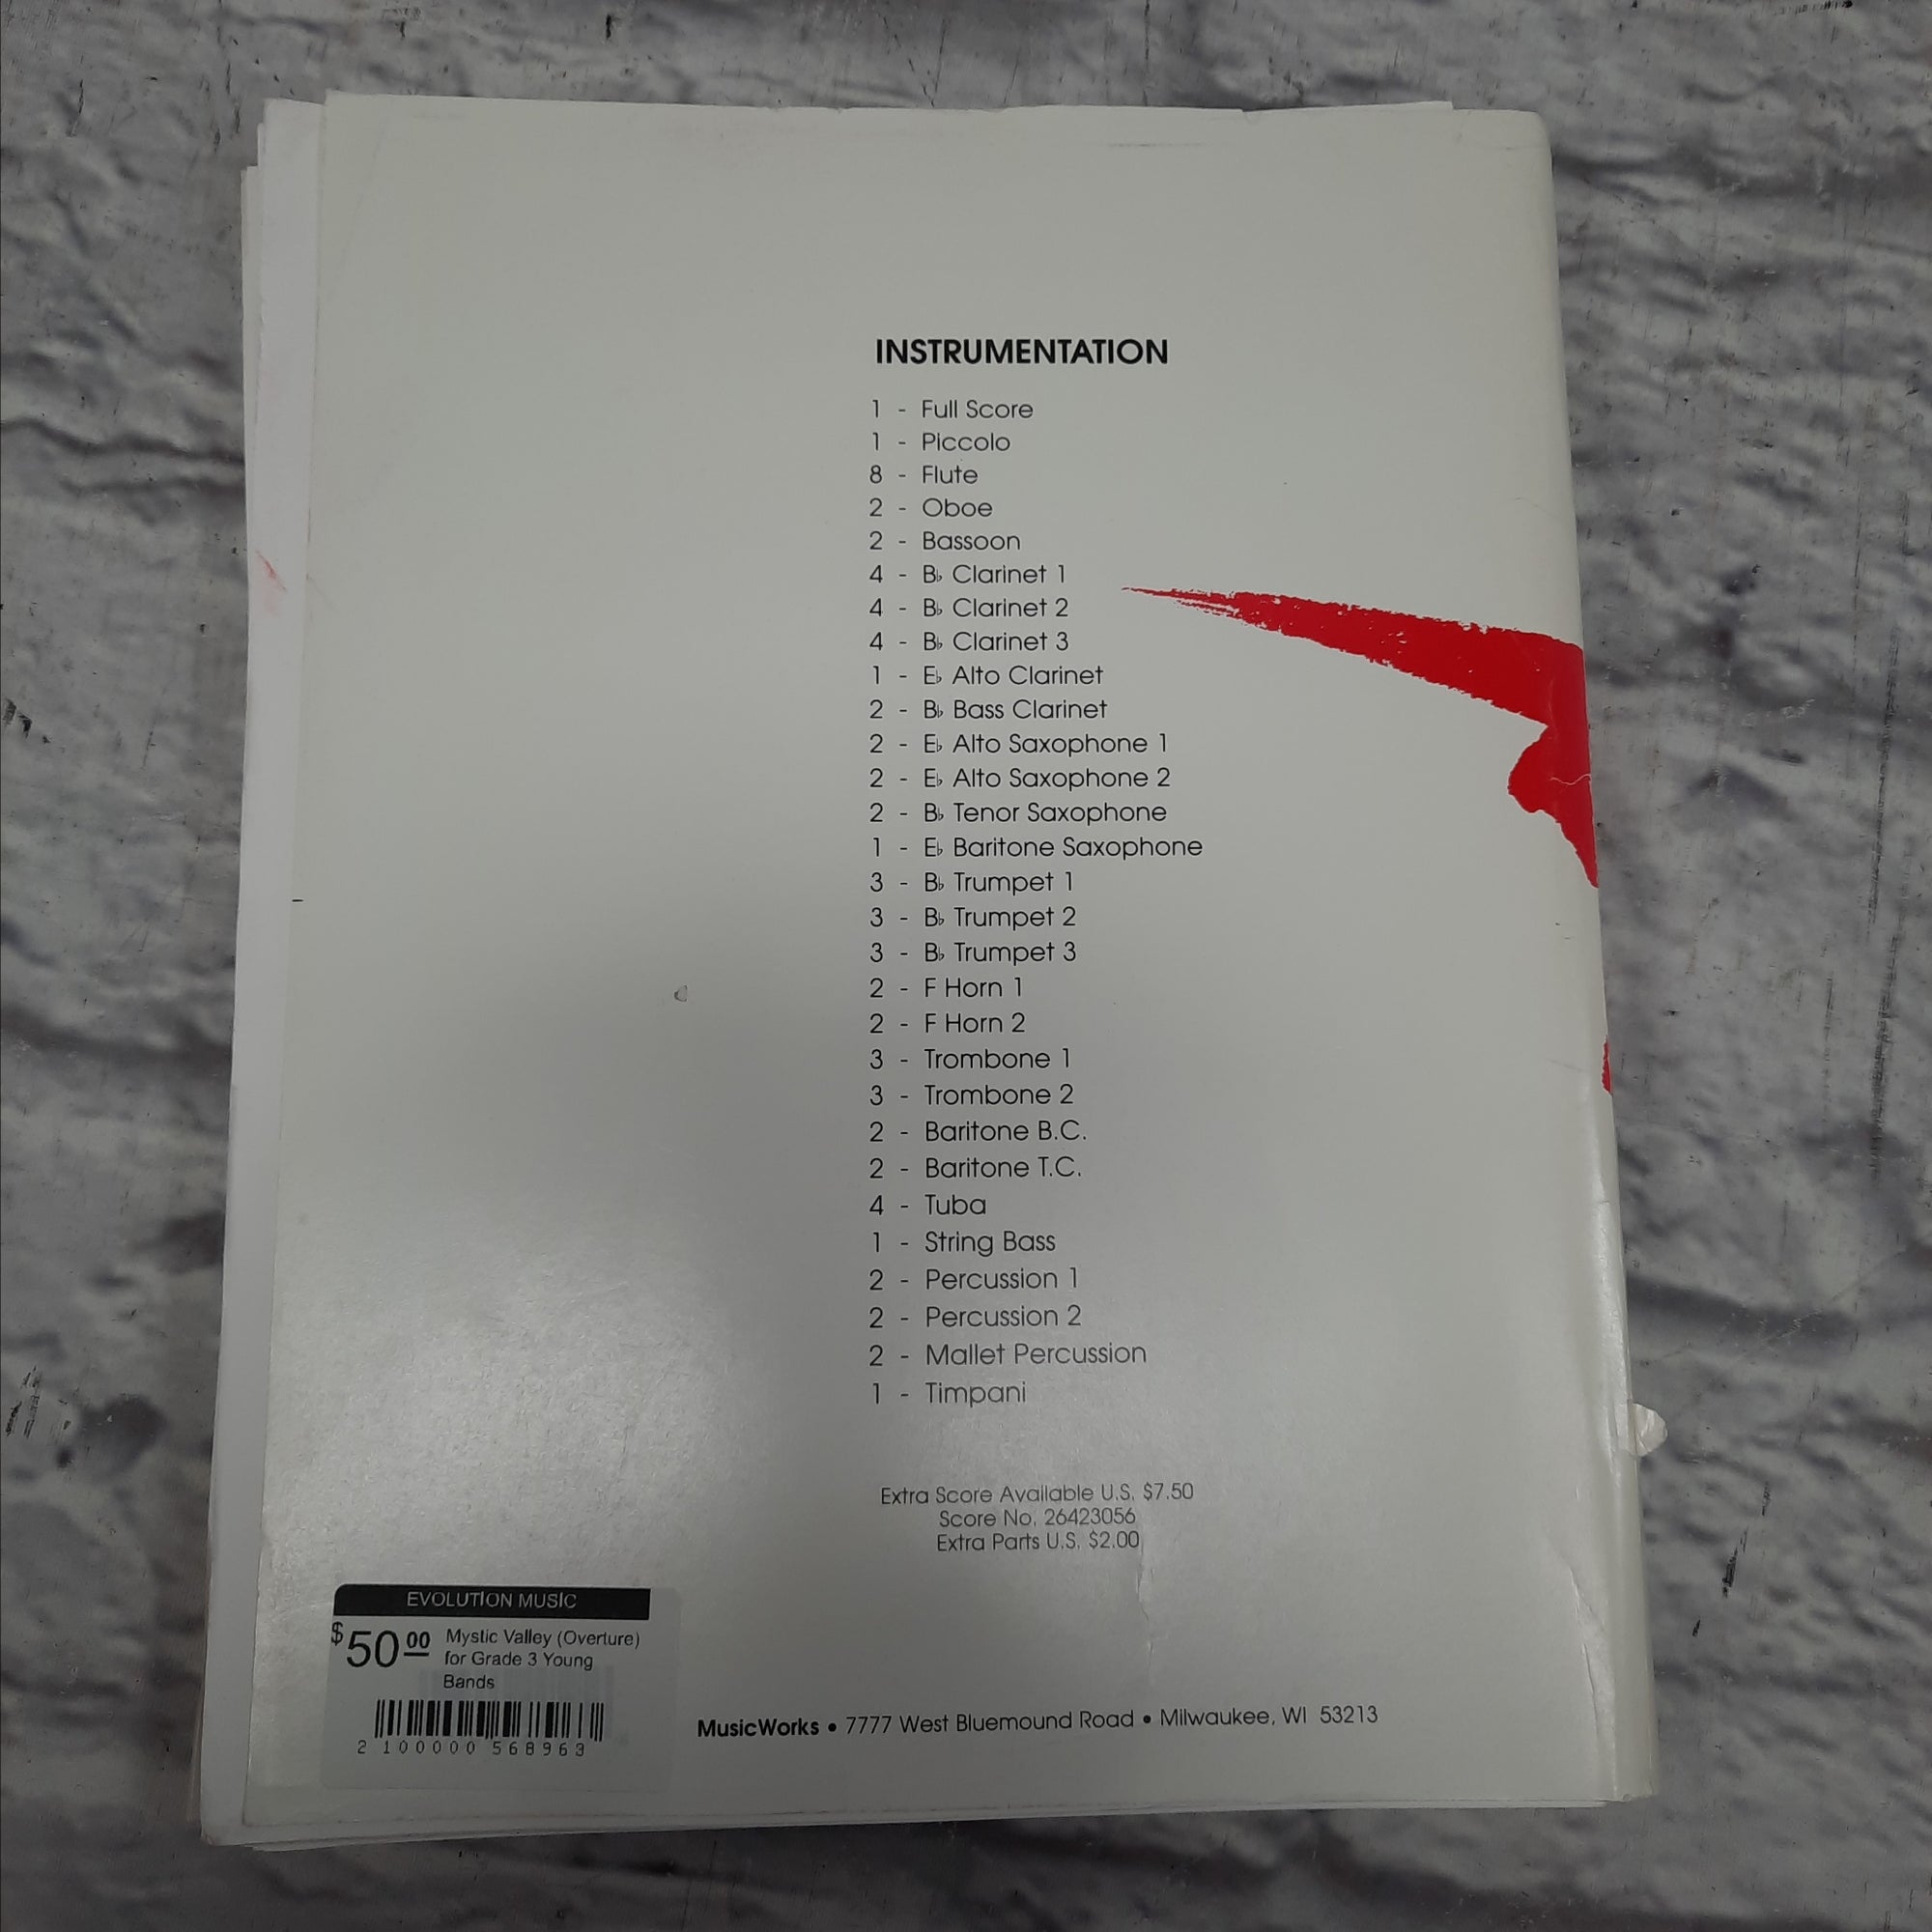 INSTRUMENTATION
1 - Full Score
1 - Piccolo
8 - Flute
2 - Oboe
2 - Bassoon
4 - B♭ Clarinet 1
4 - B♭ Clarinet 2
4 - B♭ Clarinet 3
1 - E♭ Alto Clarinet
2 - B♭ Bass Clarinet
2 - E♭ Alto Saxophone 1
2 - E♭ Alto Saxophone 2
2 - B♭ Tenor Saxophone
1 - E♭ Baritone Saxophone
3 - B♭ Trumpet 1
3 - B♭ Trumpet 2
3 - B♭ Trumpet 3
2 - F Horn 1
2 - F Horn 2
3 - Trombone 1
3 - Trombone 2
2 - Baritone B.C.
2 - Baritone T.C.
4 - Tuba
1 - String Bass
2 - Percussion 1
2 - Percussion 2
2 - Mallet Percussion
1 - Timpani
Extra Score Available U.S. $7.50
Score No. 26423056
Extra Parts U.S. $2.00
EVOLUTION MUSIC
$50.00
Mystic Valley (Overture)
for Grade 3 Young
Bands
2 100000 568963
MusicWorks • 7777 West Bluemound Road • Milwaukee, WI 53213